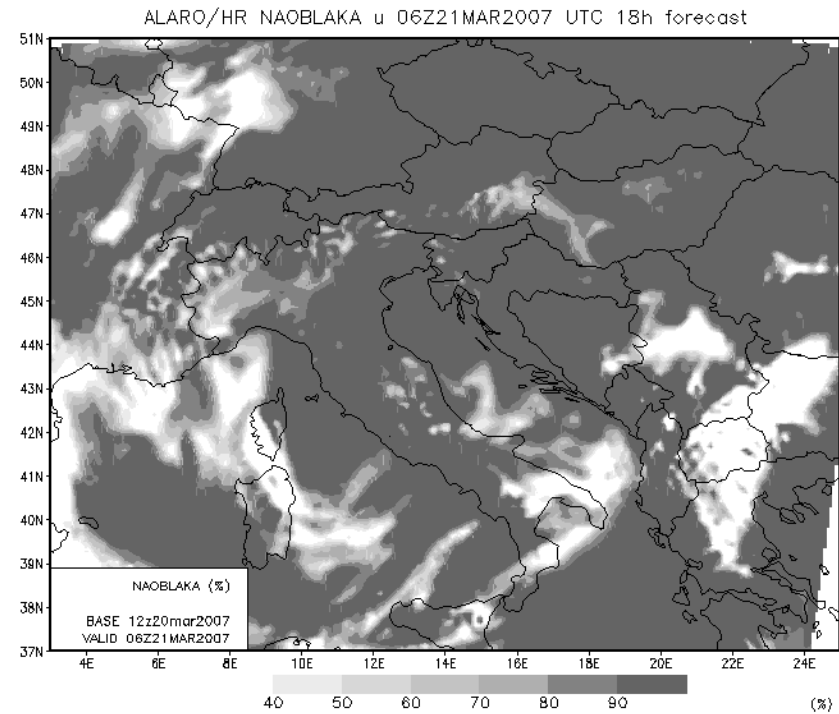 ALARO/HR NAOBLAKA u 06Z21MAR2007 UTC 18h forecast
51N
50N
49N
48N
47N
46N
45N
44N
43N
42N
41N
40N
39N
38N
37N
NAOBLAKA (%)
BASE 12z20mar2007
VALID 06Z21MAR2007
4E 6E 8E 10E 12E 14E 16E 18E 20E 22E 24E
40 50 60 70 80 90 (%)